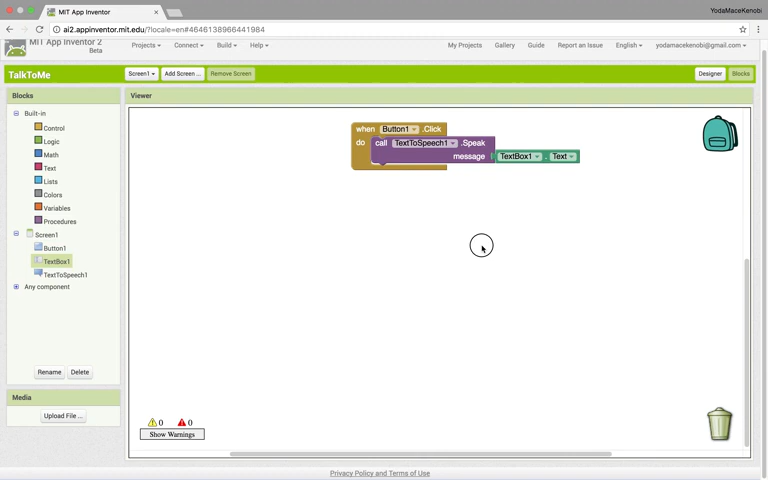 MIT App Inventor 2
YodaMaceKenobi
ai2.appinventor.mit.edu/?locale=en#4646138966441984
MIT App Inventor 2
Beta
Projects
Connect
Build
Help
My Projects
Gallery
Guide
Report an Issue
English
yodamacekenobi@gmail.com
TalkToMe
Screen1
Add Screen ...
Remove Screen
Designer
Blocks
Blocks
Viewer
Built-in
Control
Logic
Math
Text
Lists
Colors
Variables
Procedures
Screen1
Button1
TextBox1
TextToSpeech1
Any component
Rename
Delete
Media
Upload File ...
when Button1 .Click
do call TextToSpeech1 .Speak
message TextBox1 . Text
0 0
Show Warnings
Privacy Policy and Terms of Use